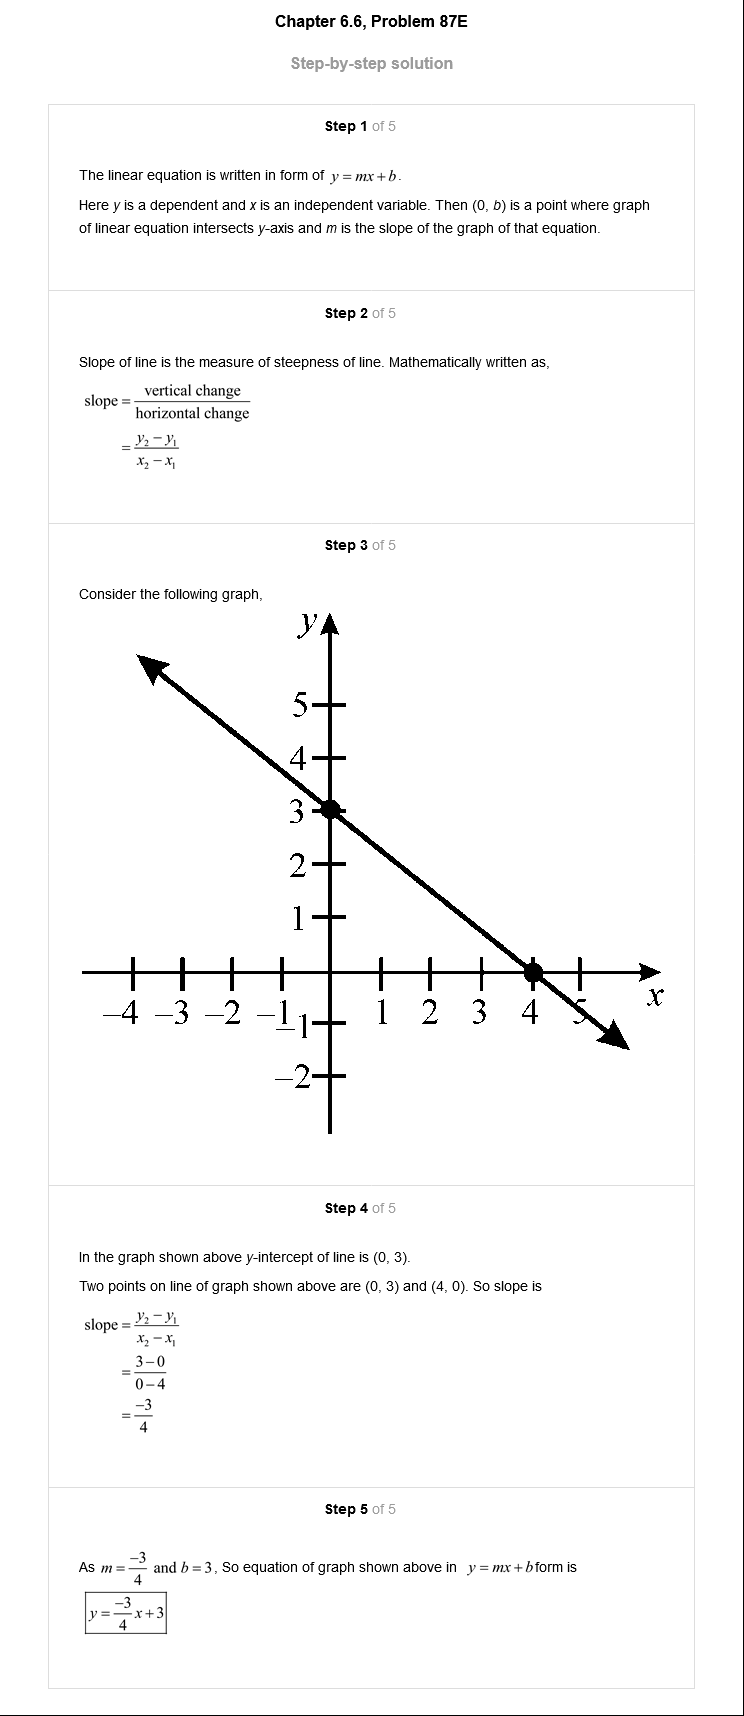 Chapter 6.6, Problem 87E
Step-by-step solution
Step 1 of 5
The linear equation is written in form of y = mx + b.
Here y is a dependent and x is an independent variable. Then (0, b) is a point where graph
of linear equation intersects y-axis and m is the slope of the graph of that equation.
Step 2 of 5
Slope of line is the measure of steepness of line. Mathematically written as,
slope = vertical change / horizontal change
= y₂ − y₁ / x₂ − x₁
Step 3 of 5
Consider the following graph,
y
5
4
3
2
1
–4 –3 –2 –1 1 2 3 4 5 x
–1
–2
Step 4 of 5
In the graph shown above y-intercept of line is (0, 3).
Two points on line of graph shown above are (0, 3) and (4, 0). So slope is
slope = y₂ − y₁ / x₂ − x₁
= 3 − 0 / 0 − 4
= −3 / 4
Step 5 of 5
As m = −3 / 4 and b = 3, So equation of graph shown above in y = mx + b form is
y = −3 / 4 x + 3